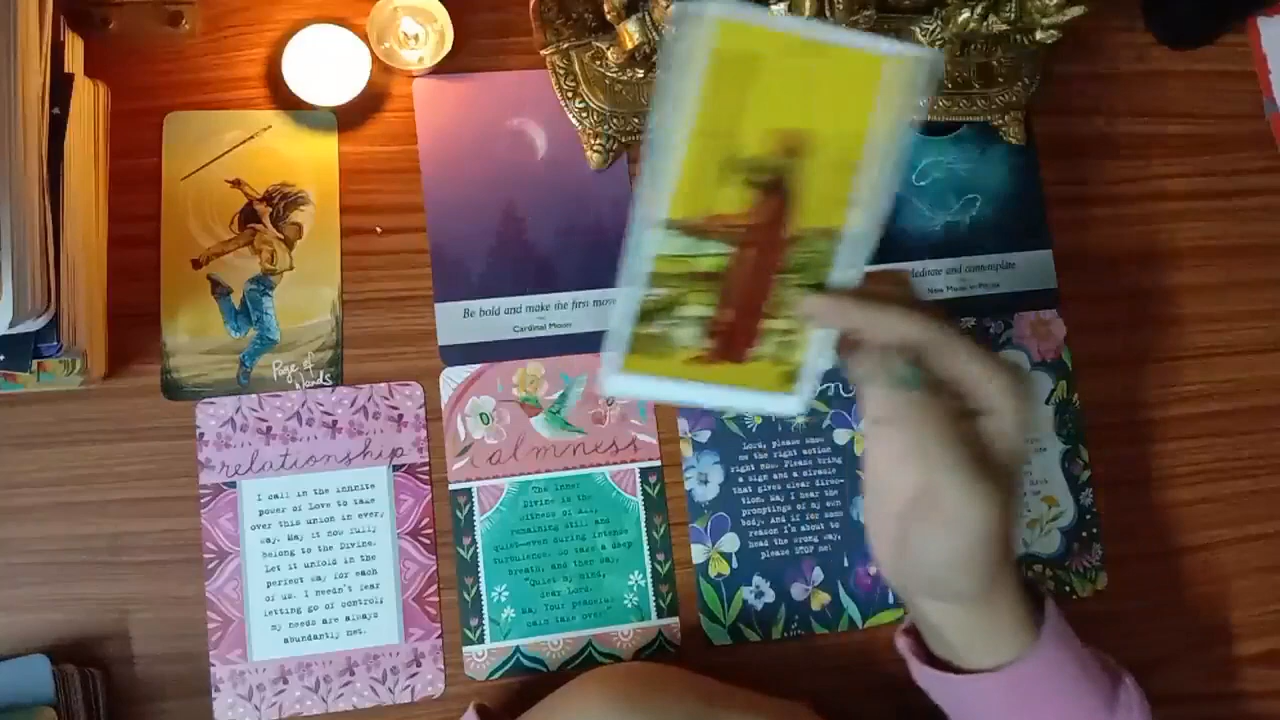 Page of
Wands
Be bold and make the first move
Cardinal Moon
Meditate and contemplate
New Moon in Pisces
relationship
I call in the infinite
power of Love to take
over this union in every
way. May it now fully
belong to the Divine.
Let it unfold in the
perfect way for each
of us. I needn't fear
letting go of control;
my needs are always
abundantly met.
Calmness
The inner
Divine is the
witness of All,
remaining still and
quiet—even during intense
turbulence. So take a deep
breath, and then say,
"Quiet my mind,
dear Lord.
May Your peaceful
calm take over."
Lord, please show
me the right action
right now. Please bring
a sign and a miracle
that gives clear direc-
tion. May I hear the
promptings of my own
body. And if for some
reason I'm about to
head the wrong way,
please STOP me!